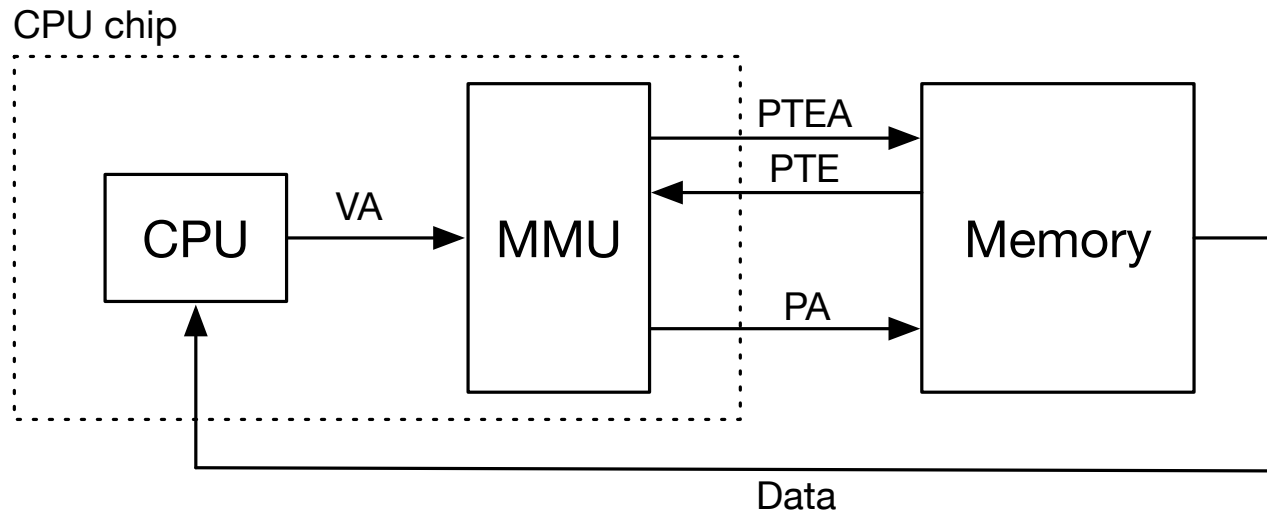 CPU chip
PTEA
PTE
VA
CPU
MMU
Memory
PA
Data